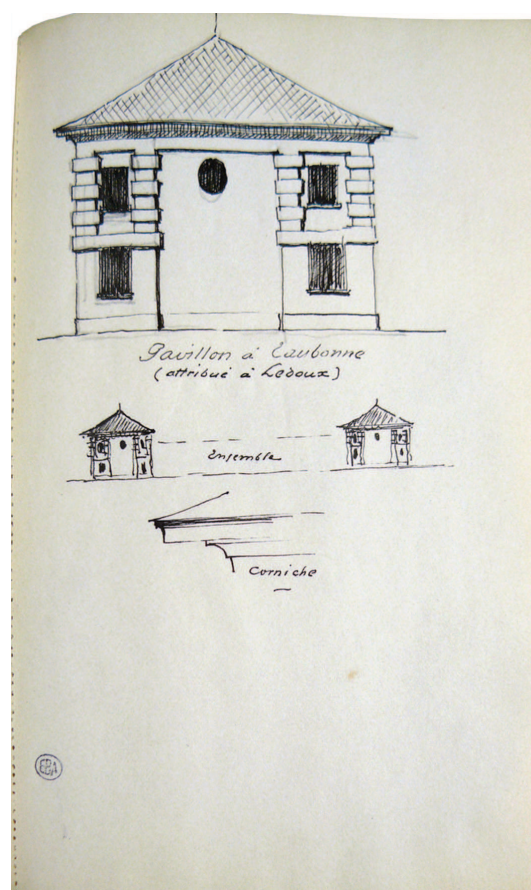 Pavillon à Eaubonne
(attribué à Ledoux)
Ensemble
Corniche
EBA